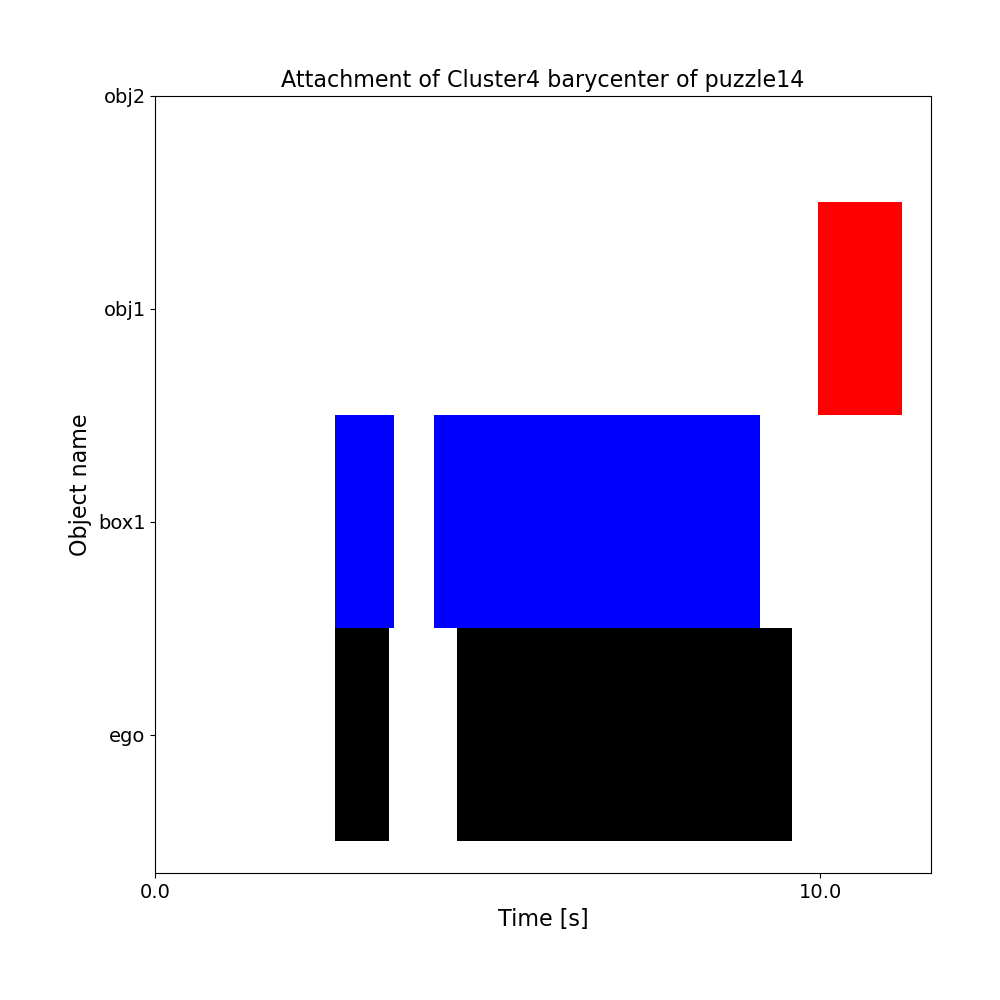 Attachment of Cluster4 barycenter of puzzle14
obj2
obj1
box1
ego
Object name
0.0
10.0
Time [s]